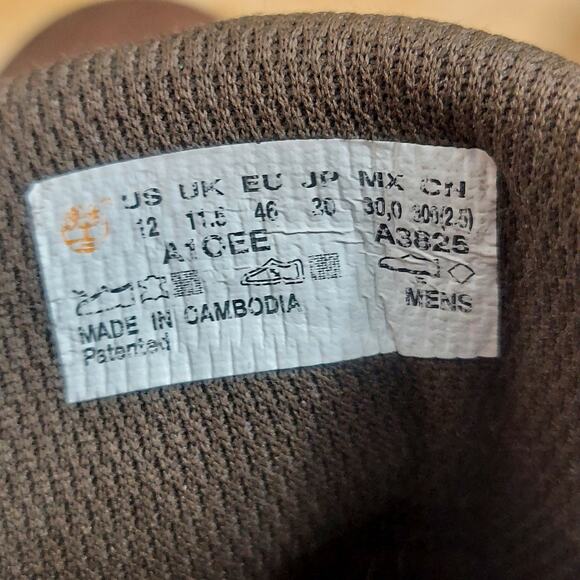 US UK EU JP MX CN
12 11.5 46 30 30,0 300(2.5)
A1OEE A3825
MENS
MADE IN CAMBODIA
Patented